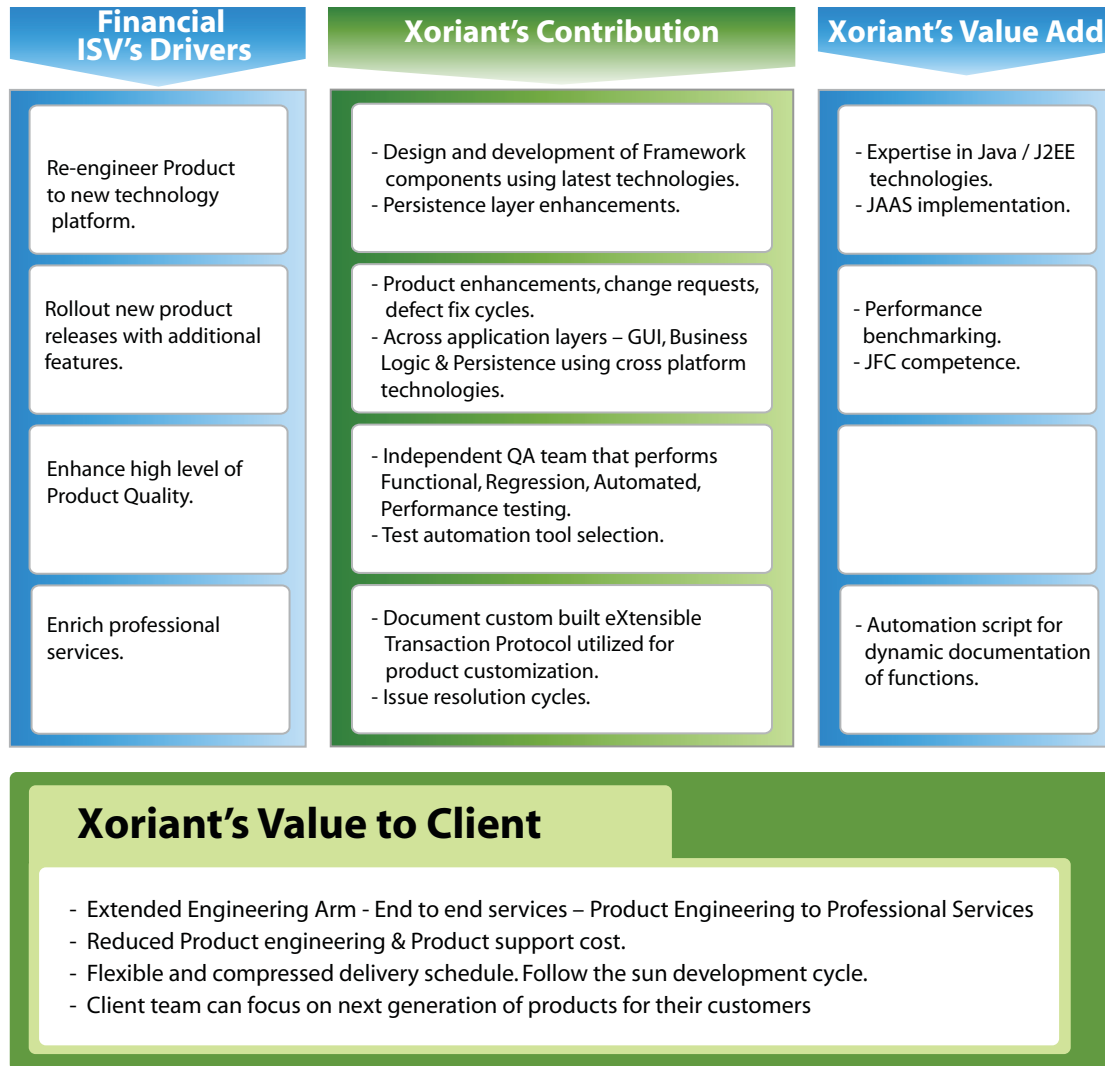 Financial
ISV's Drivers
Xoriant's Contribution
Xoriant's Value Add
Re-engineer Product
to new technology
platform.
- Design and development of Framework
components using latest technologies.
- Persistence layer enhancements.
- Expertise in Java / J2EE
technologies.
- JAAS implementation.
Rollout new product
releases with additional
features.
- Product enhancements, change requests,
defect fix cycles.
- Across application layers – GUI, Business
Logic & Persistence using cross platform
technologies.
- Performance
benchmarking.
- JFC competence.
Enhance high level of
Product Quality.
- Independent QA team that performs
Functional, Regression, Automated,
Performance testing.
- Test automation tool selection.
Enrich professional
services.
- Document custom built eXtensible
Transaction Protocol utilized for
product customization.
- Issue resolution cycles.
- Automation script for
dynamic documentation
of functions.
Xoriant's Value to Client
- Extended Engineering Arm - End to end services – Product Engineering to Professional Services
- Reduced Product engineering & Product support cost.
- Flexible and compressed delivery schedule. Follow the sun development cycle.
- Client team can focus on next generation of products for their customers